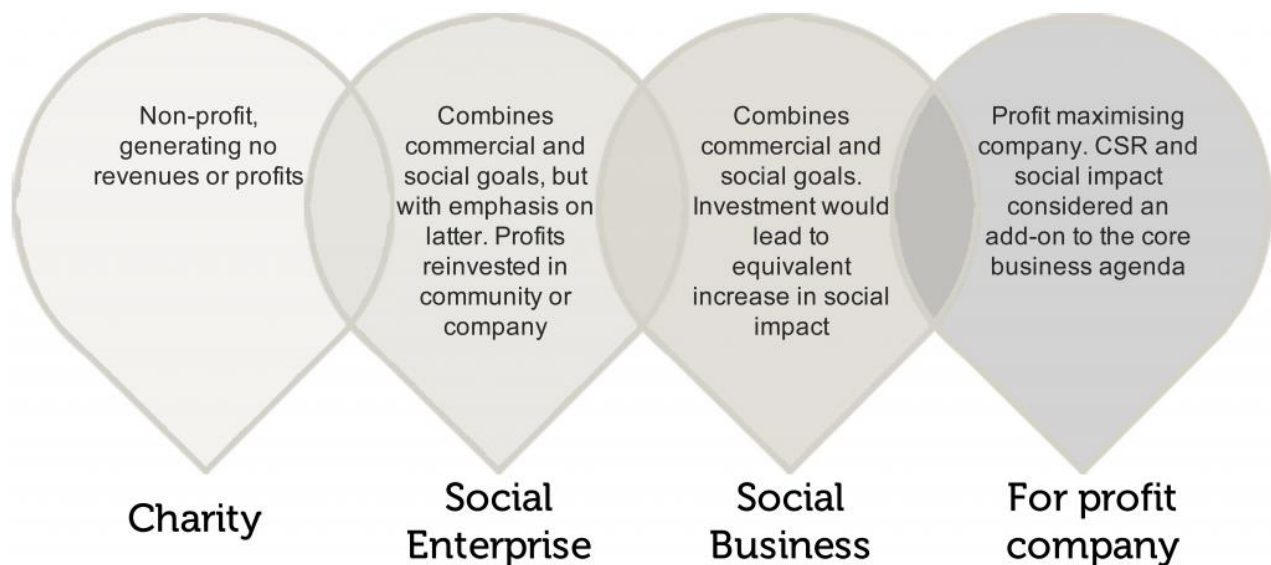 Non-profit,
generating no
revenues or profits
Combines
commercial and
social goals, but
with emphasis on
latter. Profits
reinvested in
community or
company
Combines
commercial and
social goals.
Investment would
lead to
equivalent
increase in social
impact
Profit maximising
company. CSR and
social impact
considered an
add-on to the core
business agenda
Charity
Social
Enterprise
Social
Business
For profit
company